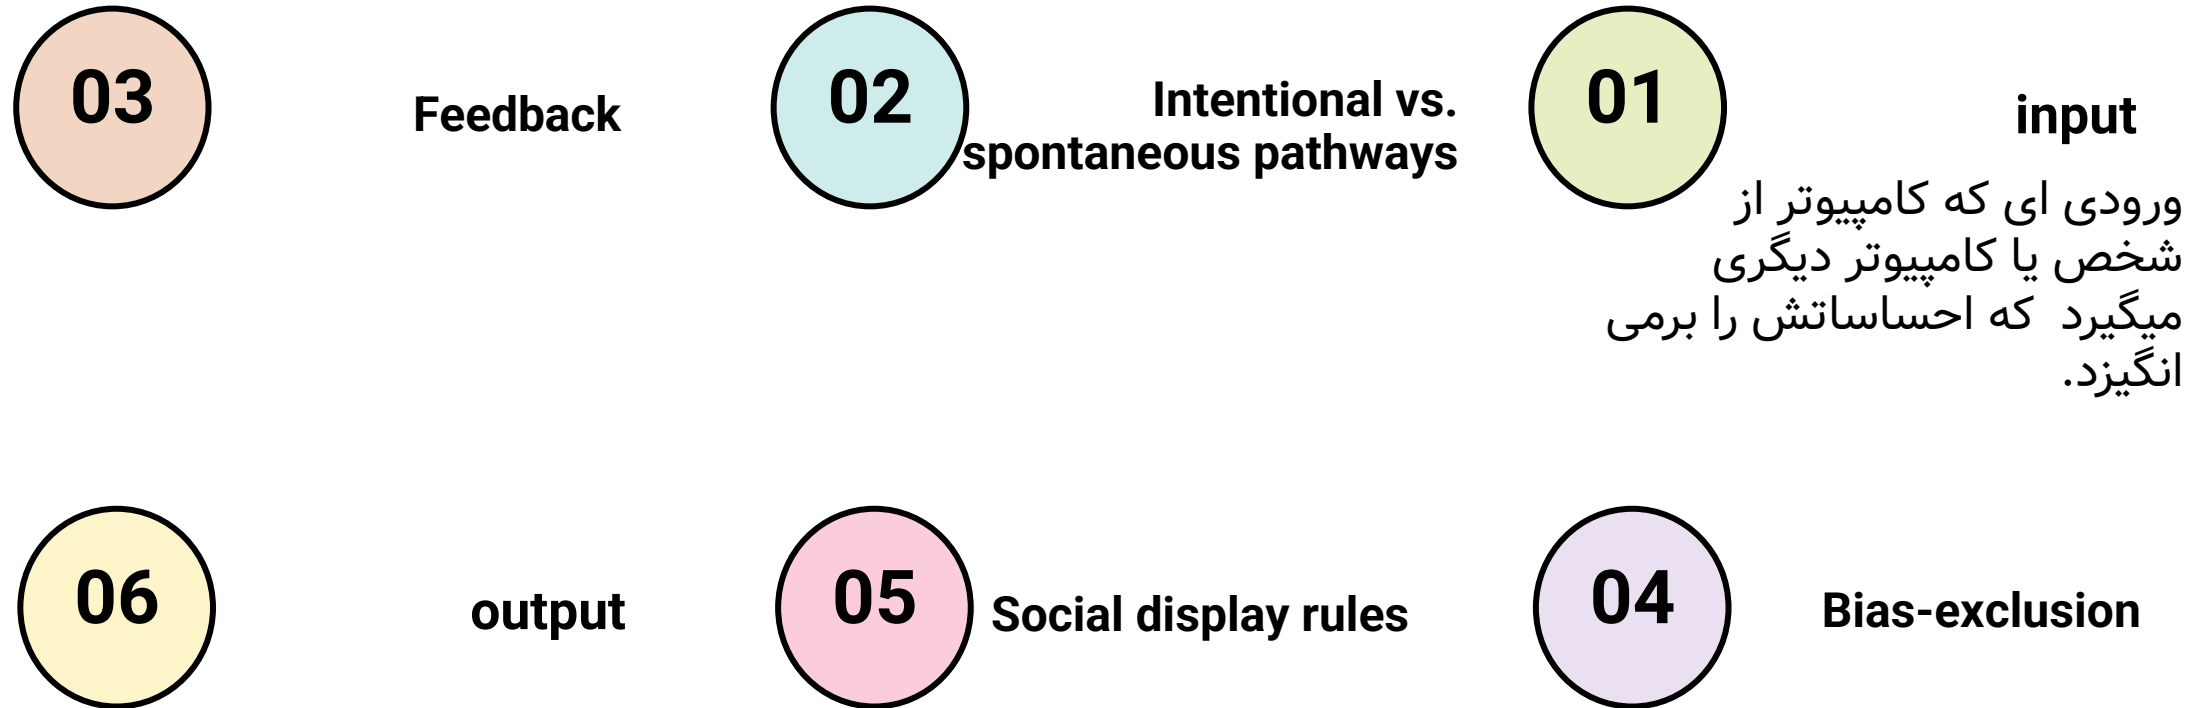 01
input
ورودی ای که کامپیوتر از
شخص یا کامپیوتر دیگری
میگیرد  که احساساتش را برمی
انگیزد.
02
Intentional vs.
spontaneous pathways
03
Feedback
04
Bias-exclusion
05
Social display rules
06
output